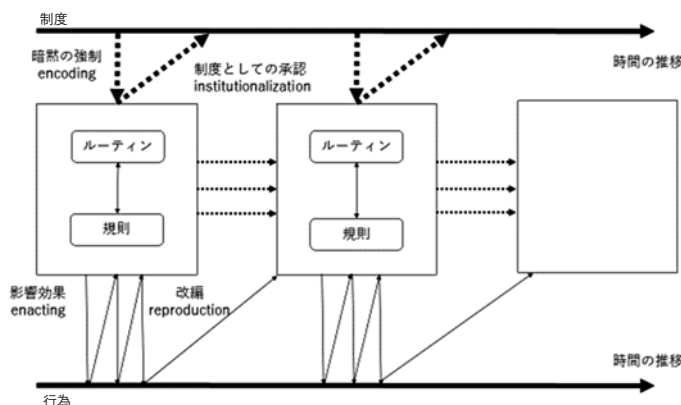 制度
暗黙の強制
encoding
制度としての承認
institutionalization
時間の推移
ルーティン
規則
ルーティン
規則
影響効果
enacting
改編
reproduction
時間の推移
行為